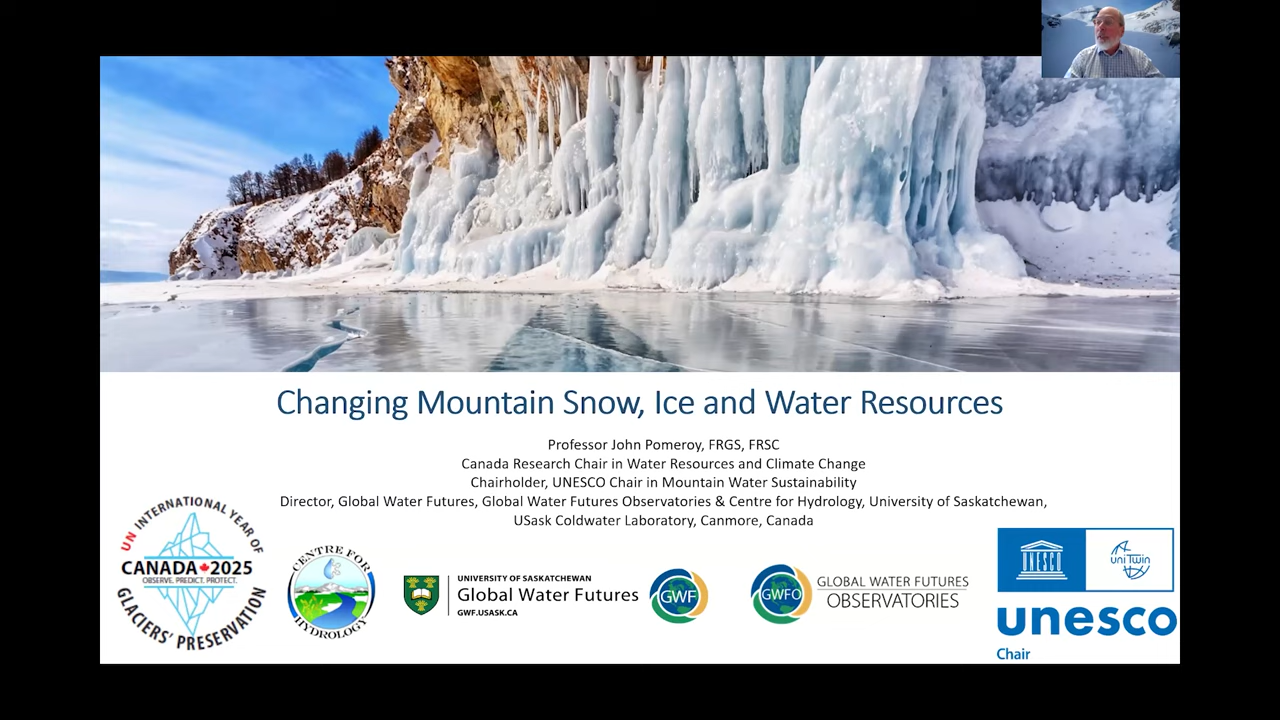 Changing Mountain Snow, Ice and Water Resources
Professor John Pomeroy, FRGS, FRSC
Canada Research Chair in Water Resources and Climate Change
Chairholder, UNESCO Chair in Mountain Water Sustainability
Director, Global Water Futures, Global Water Futures Observatories & Centre for Hydrology, University of Saskatchewan,
USask Coldwater Laboratory, Canmore, Canada
UN INTERNATIONAL YEAR OF
CANADA 2025
OBSERVE. PREDICT. PROTECT.
GLACIERS' PRESERVATION
CENTRE FOR
HYDROLOGY
UNIVERSITY OF SASKATCHEWAN
Global Water Futures
GWF.USASK.CA
GWF
GWFO
GLOBAL WATER FUTURES
OBSERVATORIES
UNESCO
uniTwin
unesco
Chair